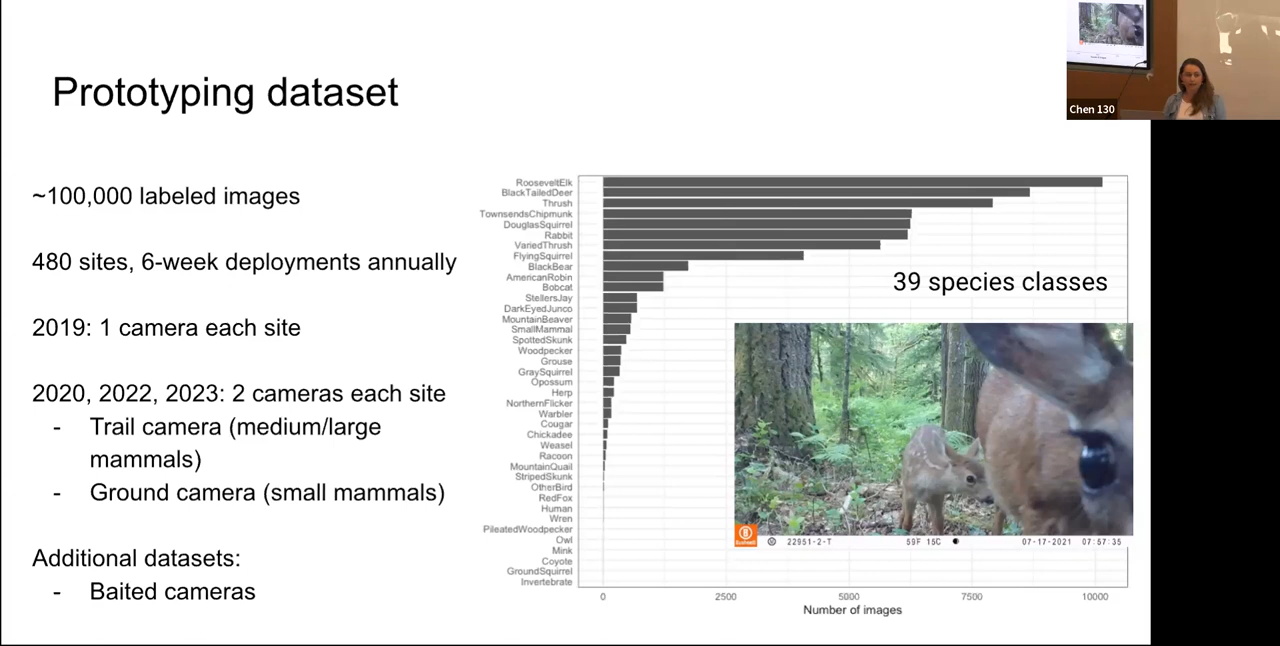 Prototyping dataset
Chen 130
~100,000 labeled images
480 sites, 6-week deployments annually
2019: 1 camera each site
2020, 2022, 2023: 2 cameras each site
- Trail camera (medium/large
mammals)
- Ground camera (small mammals)
Additional datasets:
- Baited cameras
RooseveltElk
BlackTailedDeer
Thrush
TownsendsChipmunk
DouglasSquirrel
Rabbit
VariedThrush
FlyingSquirrel
BlackBear
AmericanRobin
Bobcat
StellersJay
DarkEyedJunco
MountainBeaver
SmallMammal
SpottedSkunk
Woodpecker
Grouse
GraySquirrel
Opossum
Herp
NorthernFlicker
Warbler
Cougar
Chickadee
Weasel
Racoon
MountainQuail
StripedSkunk
OtherBird
RedFox
Human
Wren
PileatedWoodpecker
Owl
Mink
Coyote
GroundSquirrel
Invertebrate
39 species classes
Bushnell
22951-2-T 59F 15C 07-17-2021 07:57:35
0 2500 5000 7500 10000
Number of images